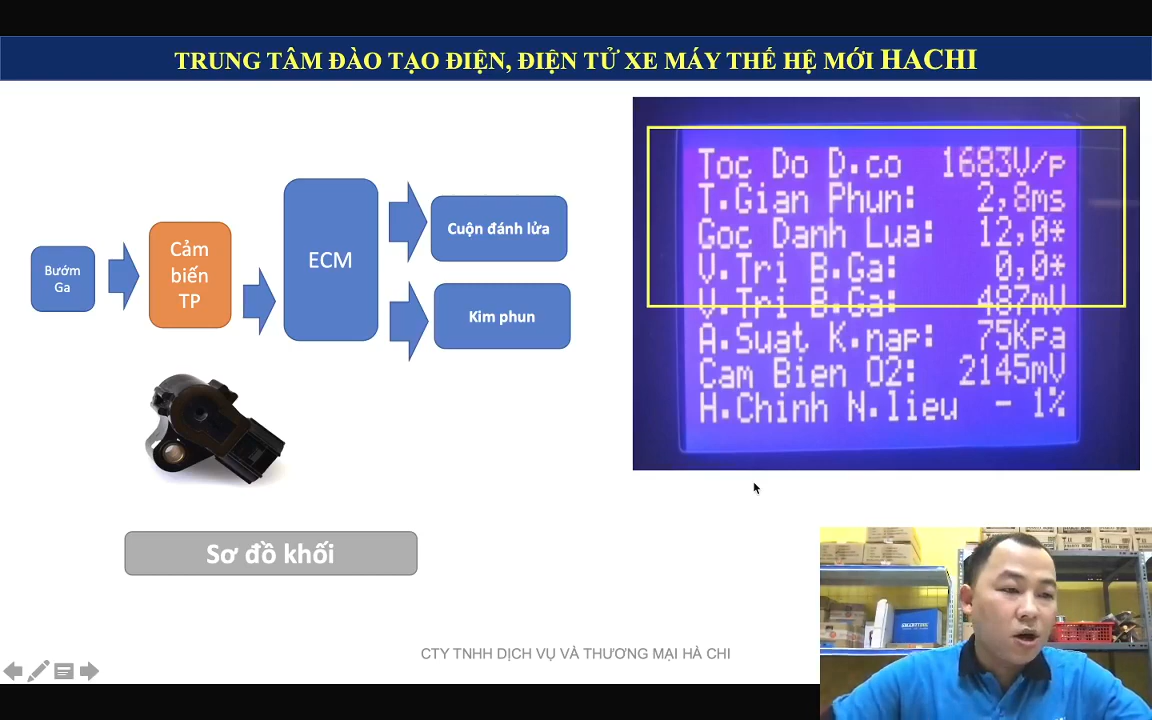 TRUNG TÂM ĐÀO TẠO ĐIỆN, ĐIỆN TỬ XE MÁY THẾ HỆ MỚI HACHI
Bướm
Ga
Cảm
biến
TP
ECM
Cuộn đánh lửa
Kim phun
Sơ đồ khối
Toc Do D.co 1683V/p
T.Gian Phun: 2,8ms
Goc Danh Lua: 12,0*
V.Tri B.Ga: 0,0*
V.Tri B.Ga: 487mV
A.Suat K.nap: 75Kpa
Cam Bien O2: 2145mV
H.Chinh N.lieu - 1%
CTY TNHH DỊCH VỤ VÀ THƯƠNG MẠI HÀ CHI